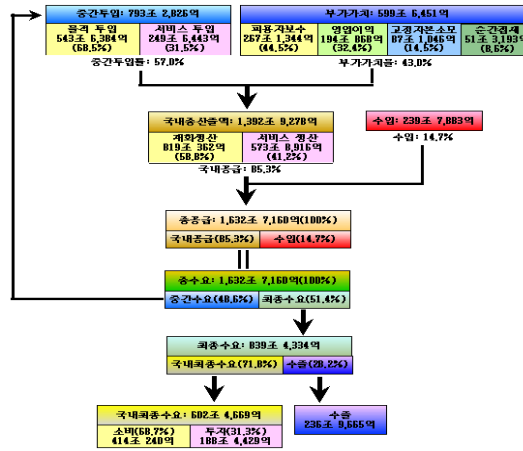 중간투입: 793조 2,826억
부가가치: 599조 6,451억
물적 투입
543조 6,384억
(68.5%)
서비스 투입
249조 6,443억
(31.5%)
피용자보수
267조 1,344억
(44.5%)
영업이익
194조 868억
(32.4%)
고정자본소모
87조 1,046억
(14.5%)
순간접세
51조 3,193억
(8.6%)
중간투입률: 57.0%
부가가치율: 43.0%
국내총산출액: 1,392조 9,278억
재화생산
819조 362억
(58.8%)
서비스 생산
573조 8,916억
(41.2%)
수입: 239조 7,883억
수입: 14.7%
국내공급: 85.3%
총공급: 1,632조 7,160억(100%)
국내공급(85.3%)
수입(14.7%)
총수요: 1,632조 7,160억(100%)
중간수요(48.6%)
최종수요(51.4%)
최종수요: 839조 4,334억
국내최종수요(71.8%)
수출(28.2%)
국내최종수요: 602조 4,669억
소비(68.7%)
414조 240억
투자(31.3%)
188조 4,429억
수출
236조 9,665억